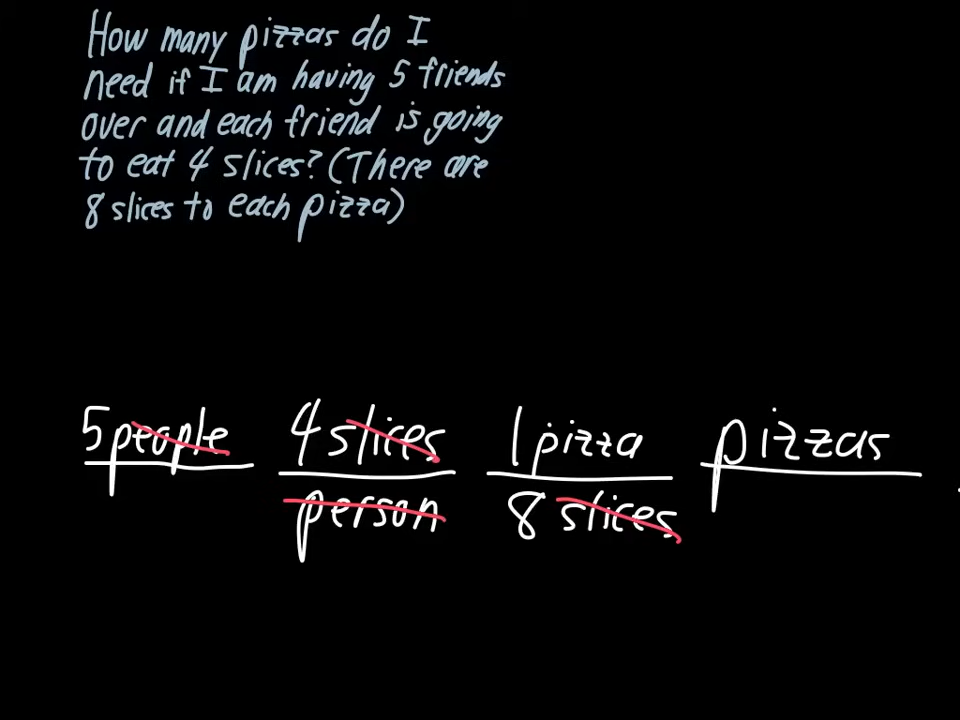 How many pizzas do I
need if I am having 5 friends
over and each friend is going
to eat 4 slices? (There are
8 slices to each pizza)
5 people 4 slices 1 pizza pizzas
person 8 slices